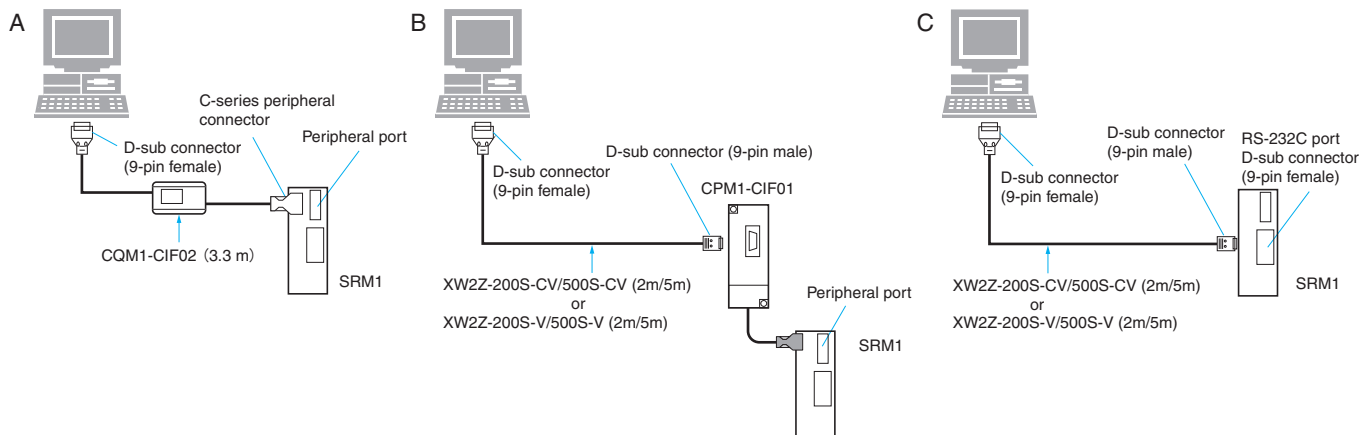 A
C-series peripheral
connector
Peripheral port
D-sub connector
(9-pin female)
CQM1-CIF02 (3.3 m)
SRM1
B
D-sub connector (9-pin male)
D-sub connector
(9-pin female)
CPM1-CIF01
XW2Z-200S-CV/500S-CV (2m/5m)
or
XW2Z-200S-V/500S-V (2m/5m)
Peripheral port
SRM1
C
D-sub connector
(9-pin male)
RS-232C port
D-sub connector
(9-pin female)
D-sub connector
(9-pin female)
XW2Z-200S-CV/500S-CV (2m/5m)
or
XW2Z-200S-V/500S-V (2m/5m)
SRM1